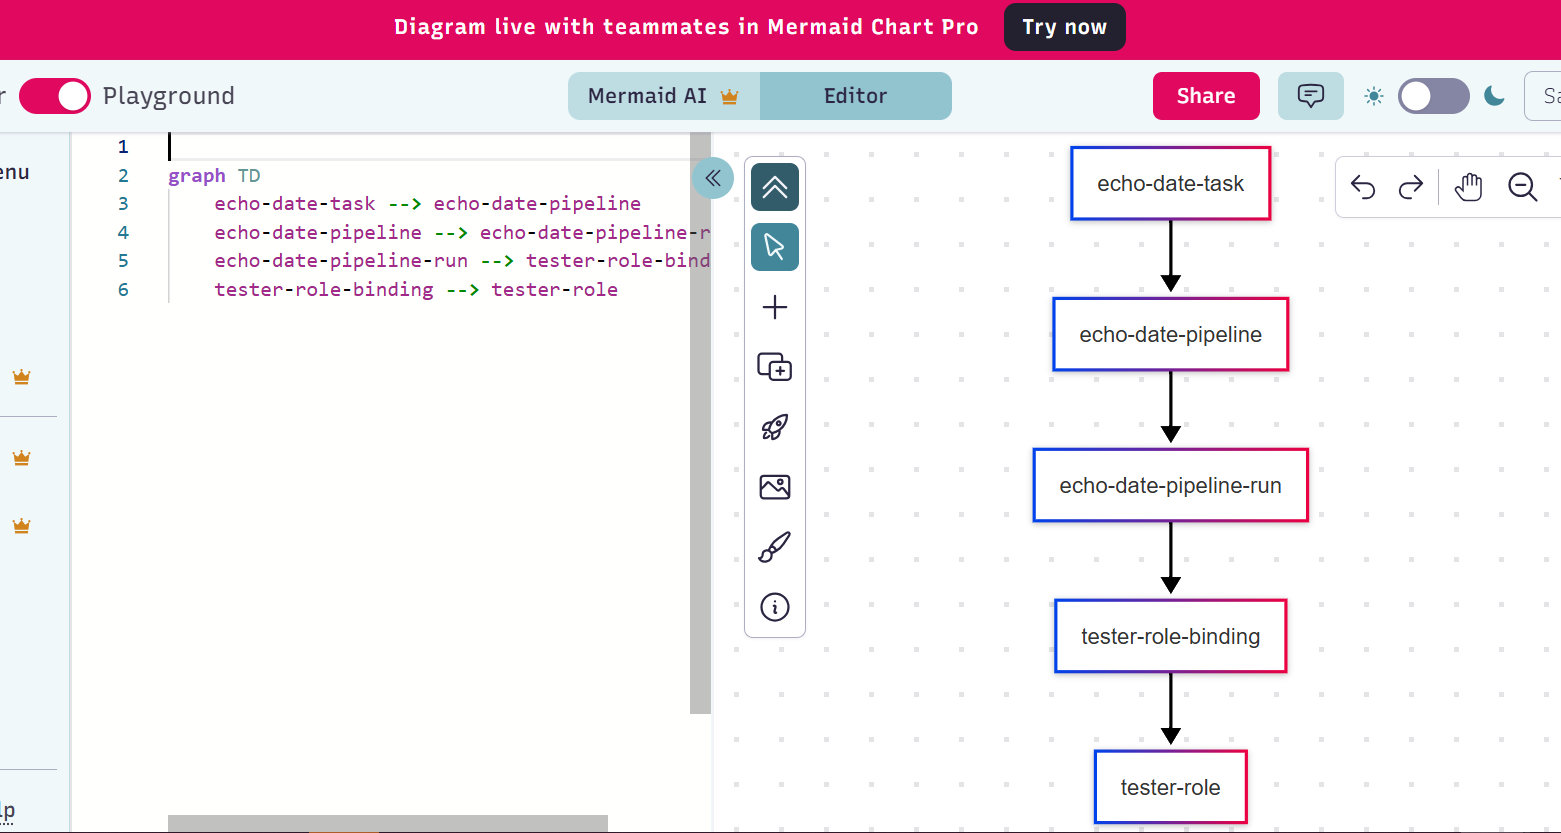 Diagram live with teammates in Mermaid Chart Pro
Try now
Playground
Mermaid AI
Editor
Share
1
2 graph TD
3 echo-date-task --> echo-date-pipeline
4 echo-date-pipeline --> echo-date-pipeline-r
5 echo-date-pipeline-run --> tester-role-bind
6 tester-role-binding --> tester-role
echo-date-task
echo-date-pipeline
echo-date-pipeline-run
tester-role-binding
tester-role